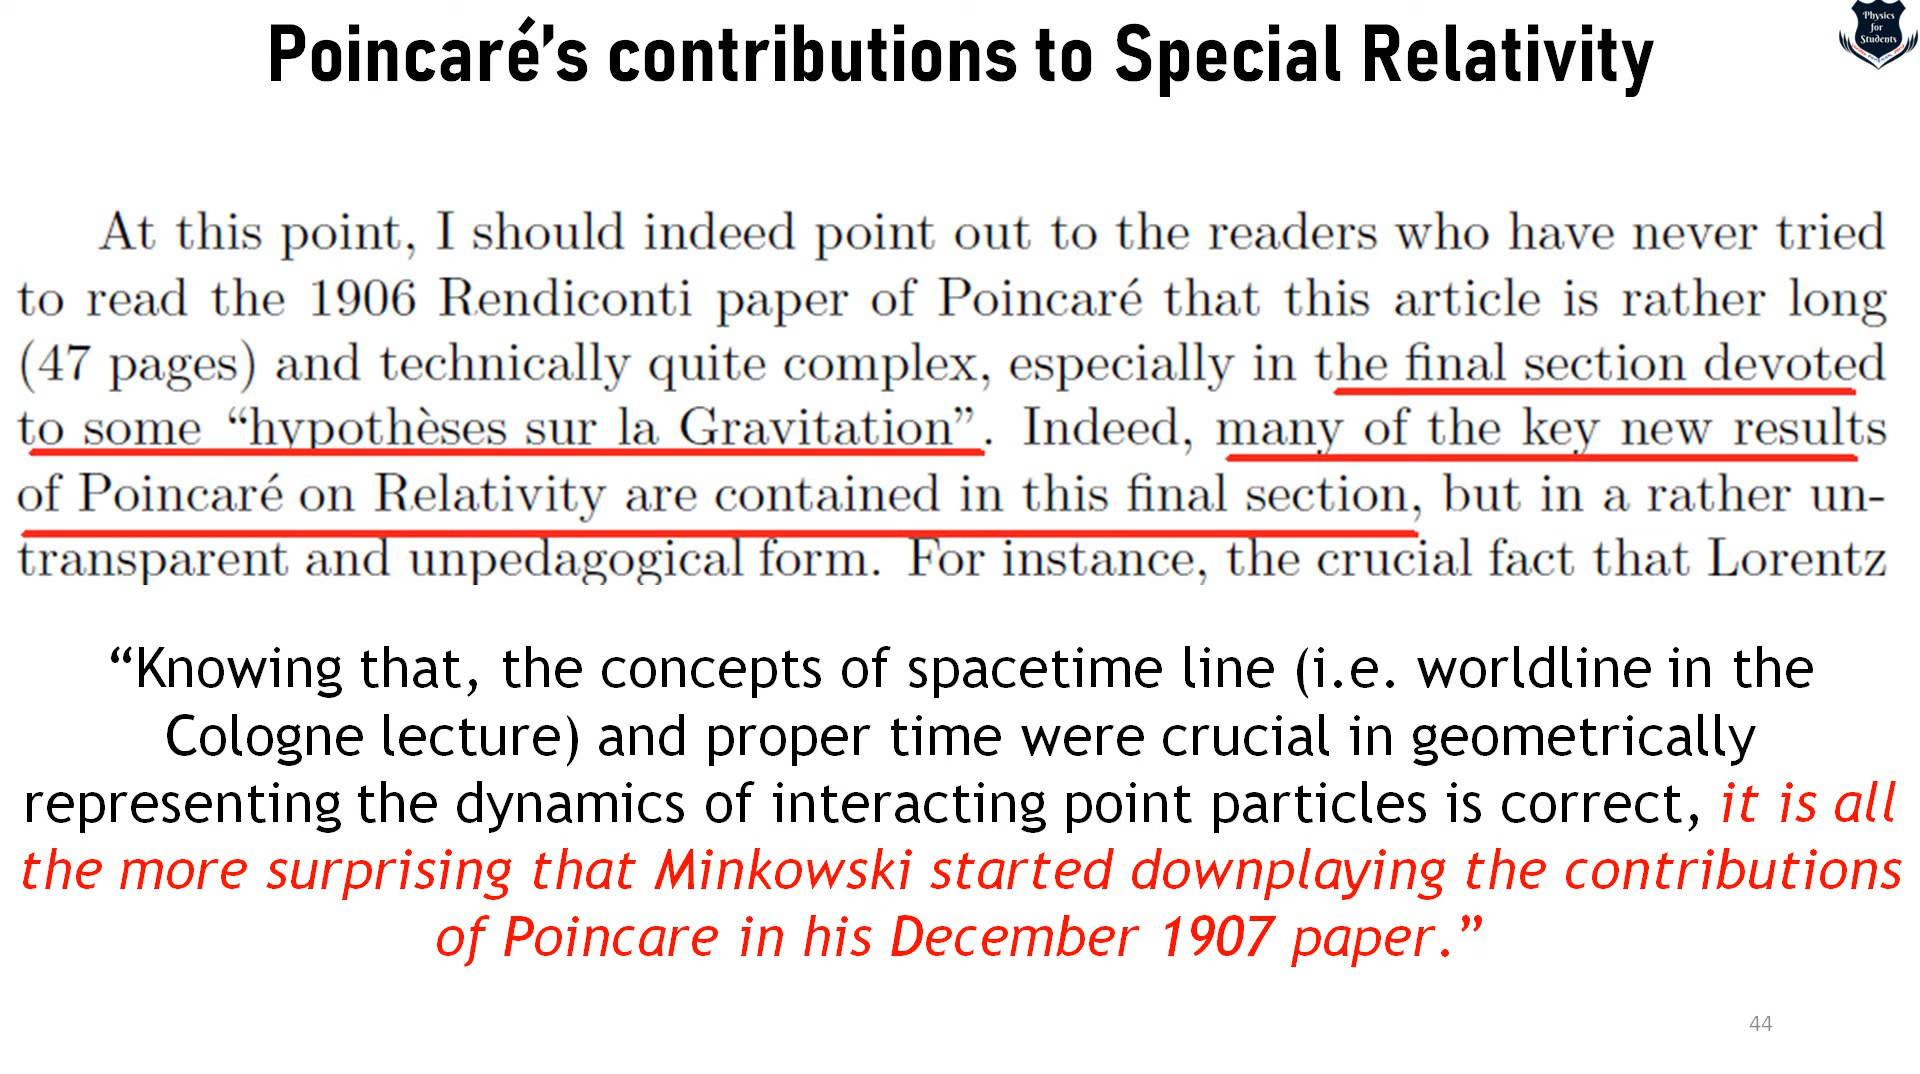 Poincaré’s contributions to Special Relativity
Physics
for
Students
At this point, I should indeed point out to the readers who have never tried
to read the 1906 Rendiconti paper of Poincaré that this article is rather long
(47 pages) and technically quite complex, especially in the final section devoted
to some “hypothèses sur la Gravitation”. Indeed, many of the key new results
of Poincaré on Relativity are contained in this final section, but in a rather un-
transparent and unpedagogical form. For instance, the crucial fact that Lorentz
“Knowing that, the concepts of spacetime line (i.e. worldline in the
Cologne lecture) and proper time were crucial in geometrically
representing the dynamics of interacting point particles is correct, it is all
the more surprising that Minkowski started downplaying the contributions
of Poincare in his December 1907 paper.”
44